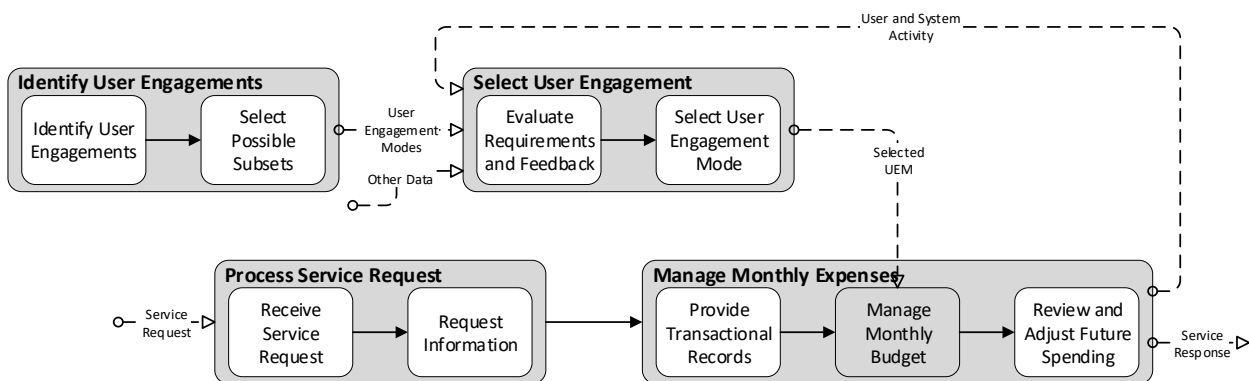 User and System
Activity
Identify User Engagements
Identify User
Engagements
Select
Possible
Subsets
User
Engagement
Modes
Other Data
Select User Engagement
Evaluate
Requirements
and Feedback
Select User
Engagement
Mode
Selected
UEM
Process Service Request
Service
Request
Receive
Service
Request
Request
Information
Manage Monthly Expenses
Provide
Transactional
Records
Manage
Monthly
Budget
Review and
Adjust Future
Spending
Service
Response